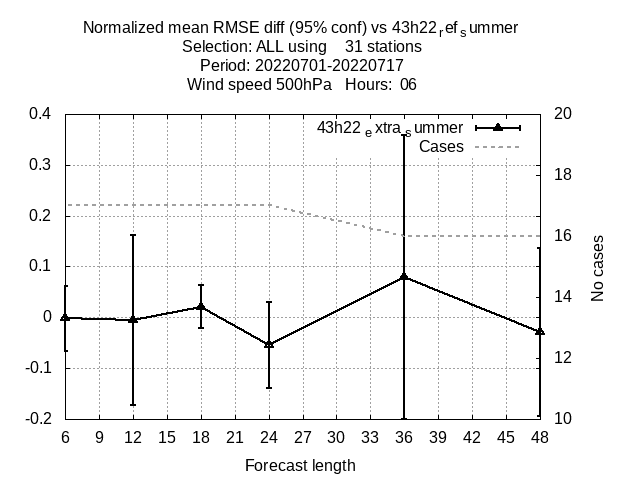 Normalized mean RMSE diff (95% conf) vs 43h22refsummer
Selection: ALL using 31 stations
Period: 20220701-20220717
Wind speed 500hPa Hours: 06
43h22extrasummer
Cases
0.4
0.3
0.2
0.1
0
-0.1
-0.2
20
18
16
14
12
10
No cases
6 9 12 15 18 21 24 27 30 33 36 39 42 45 48
Forecast length